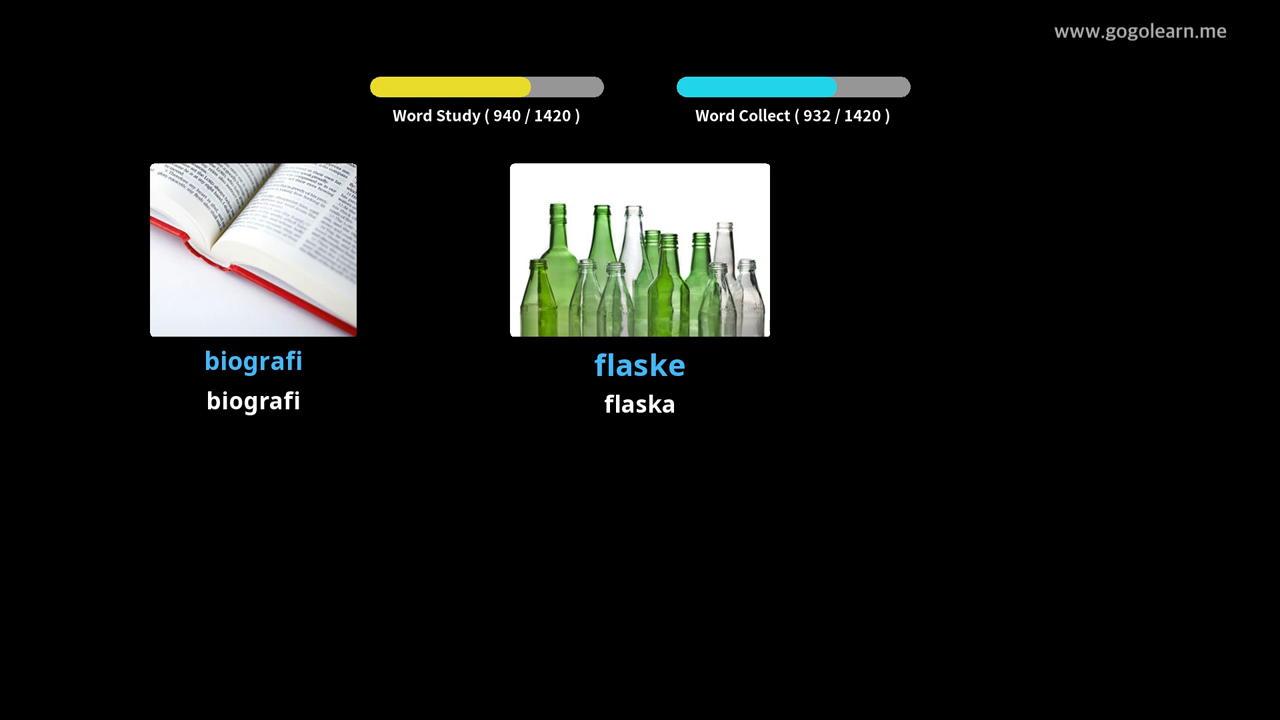 www.gogolearn.me
Word Study ( 940 / 1420 )
Word Collect ( 932 / 1420 )
biografi
biografi
flaske
flaska